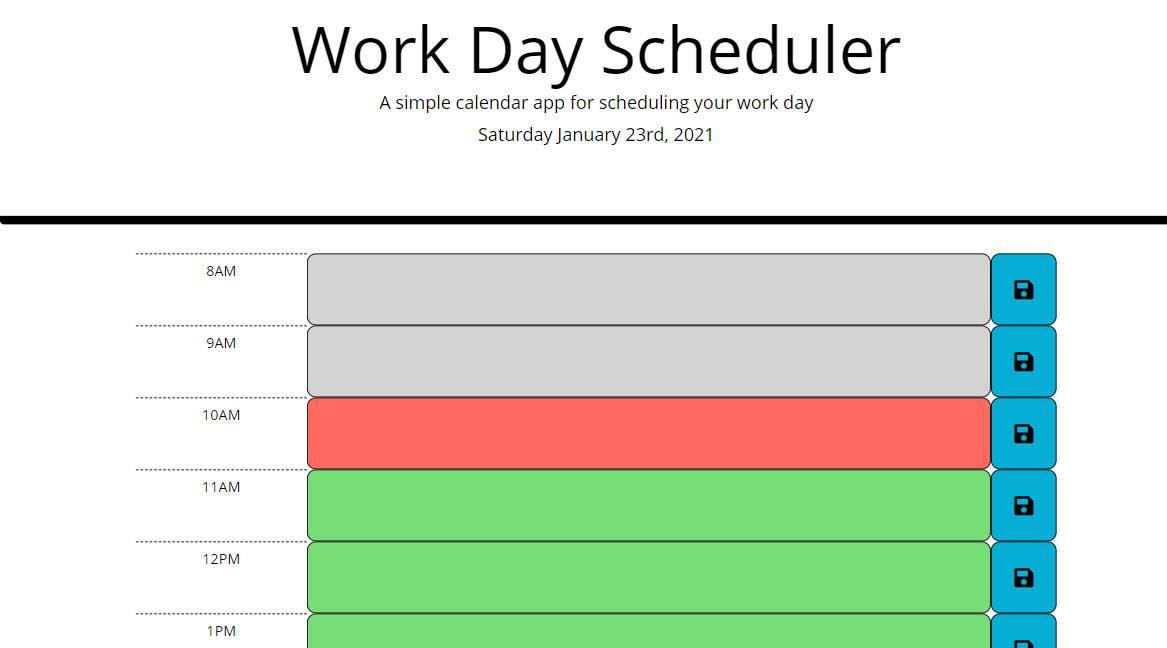 Work Day Scheduler
A simple calendar app for scheduling your work day
Saturday January 23rd, 2021
8AM
9AM
10AM
11AM
12PM
1PM